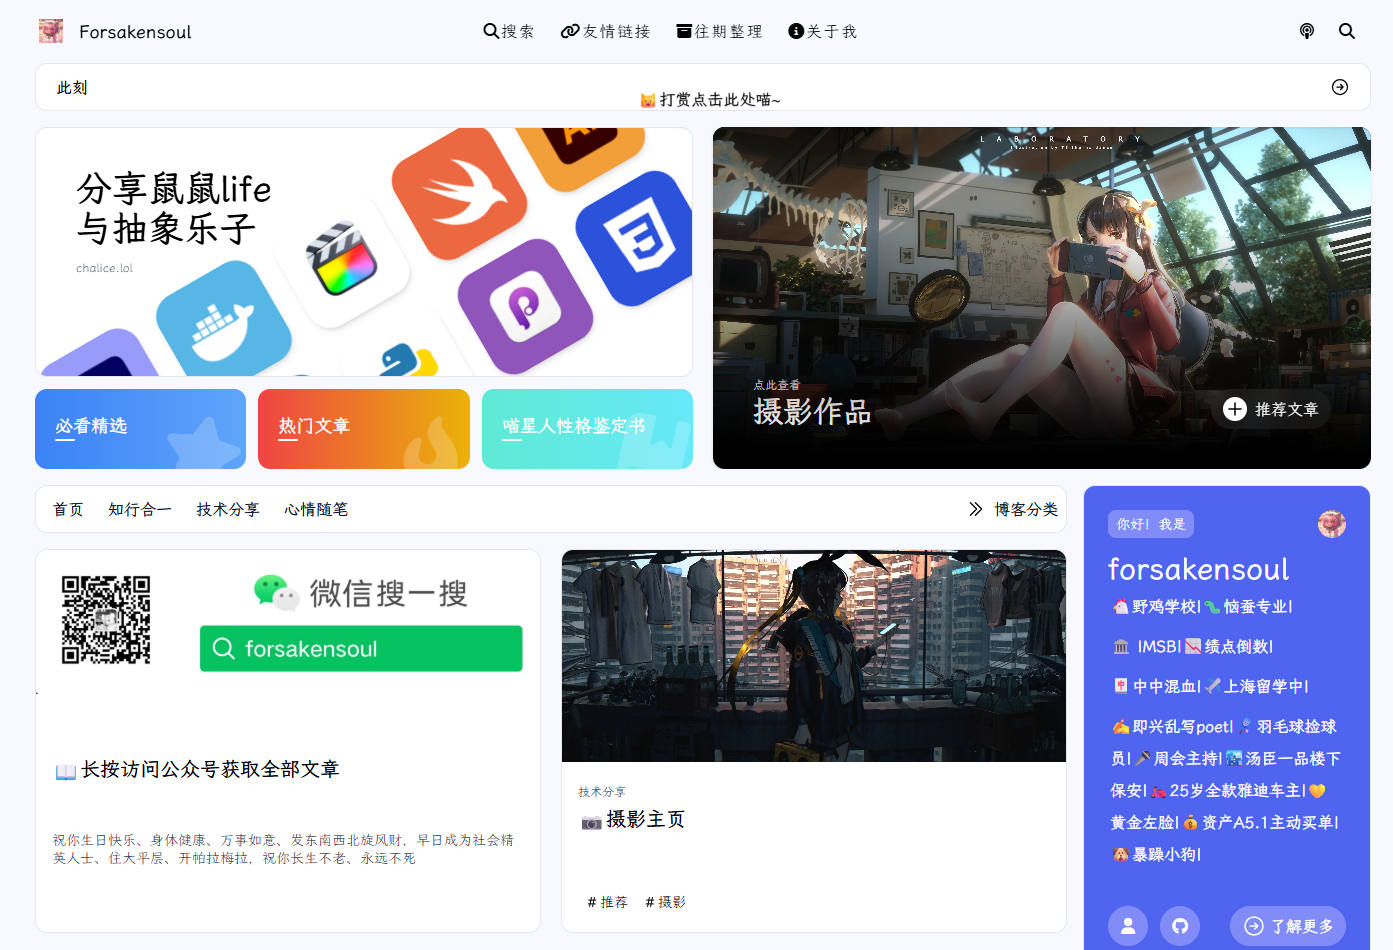 Forsakensoul
搜索
友情链接
往期整理
关于我
此刻
打赏点击此处喵~
分享鼠鼠life
与抽象乐子
chalice.lol
LABORATORY
点此查看
摄影作品
推荐文章
必看精选
热门文章
喵星人性格鉴定书
首页
知行合一
技术分享
心情随笔
博客分类
微信搜一搜
forsakensoul
长按访问公众号获取全部文章
祝你生日快乐、身体健康、万事如意、发东南西北旋风财，早日成为社会精
英人士、住大平层、开帕拉梅拉，祝你长生不老、永远不死
技术分享
摄影主页
# 推荐 # 摄影
你好！我是
forsakensoul
野鸡学校|恼蚕专业|
IMSB|绩点倒数|
中中混血|上海留学中|
即兴乱写poet|羽毛球捡球
员|周会主持|汤臣一品楼下
保安|25岁全款雅迪车主|
黄金左脸|资产A5.1主动买单|
暴躁小狗|
了解更多